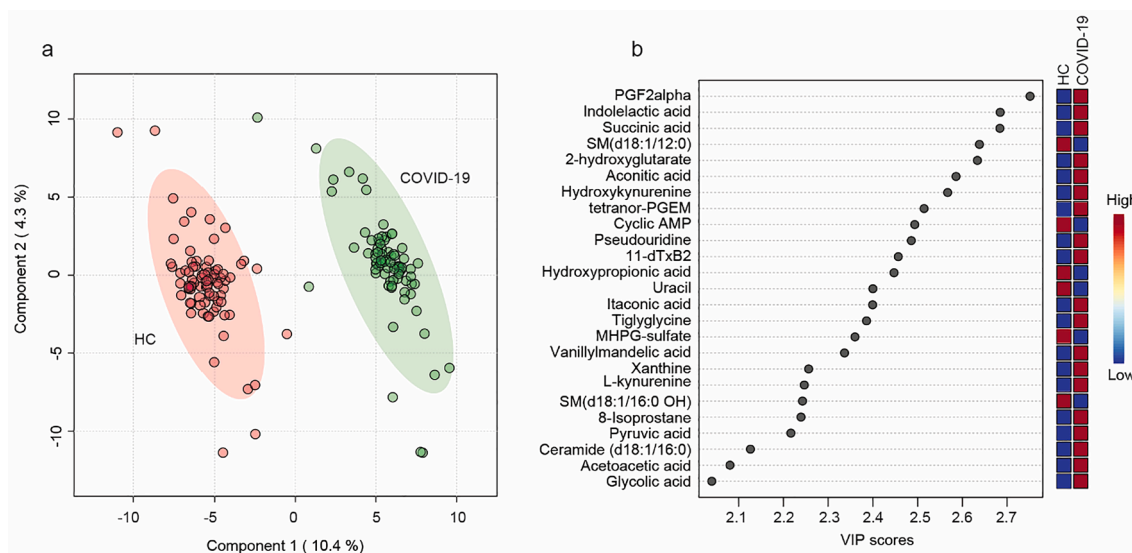 a
Component 2 ( 4.3 %)
10
5
0
-5
-10
COVID-19
HC
-10 -5 0 5 10
Component 1 ( 10.4 %)
b
HC COVID-19
PGF2alpha
Indolelactic acid
Succinic acid
SM(d18:1/12:0)
2-hydroxyglutarate
Aconitic acid
Hydroxykynurenine
tetranor-PGEM
Cyclic AMP
Pseudouridine
11-dTxB2
Hydroxypropionic acid
Uracil
Itaconic acid
Tiglyglycine
MHPG-sulfate
Vanillylmandelic acid
Xanthine
L-kynurenine
SM(d18:1/16:0 OH)
8-Isoprostane
Pyruvic acid
Ceramide (d18:1/16:0)
Acetoacetic acid
Glycolic acid
2.1 2.2 2.3 2.4 2.5 2.6 2.7
VIP scores
High
Low